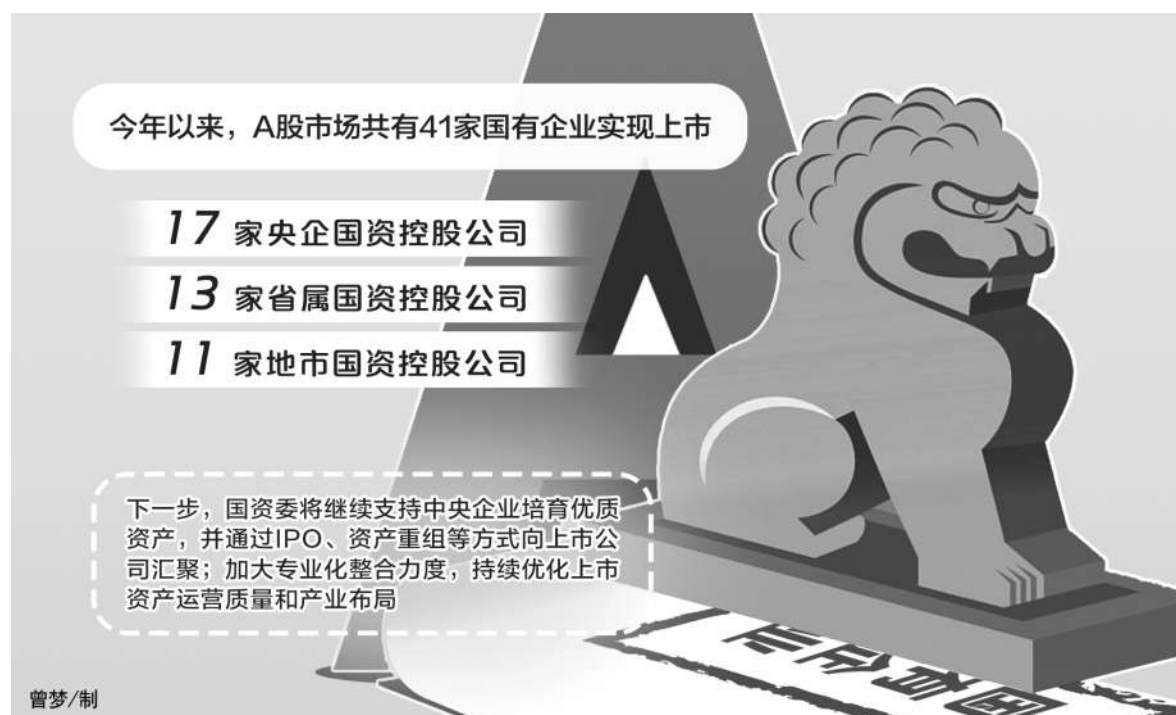 今年以来，A股市场共有41家国有企业实现上市
17 家央企国资控股公司
13 家省属国资控股公司
11 家地市国资控股公司
下一步，国资委将继续支持中央企业培育优质
资产，并通过IPO、资产重组等方式向上市公
司汇聚；加大专业化整合力度，持续优化上市
资产运营质量和产业布局
曾梦/制